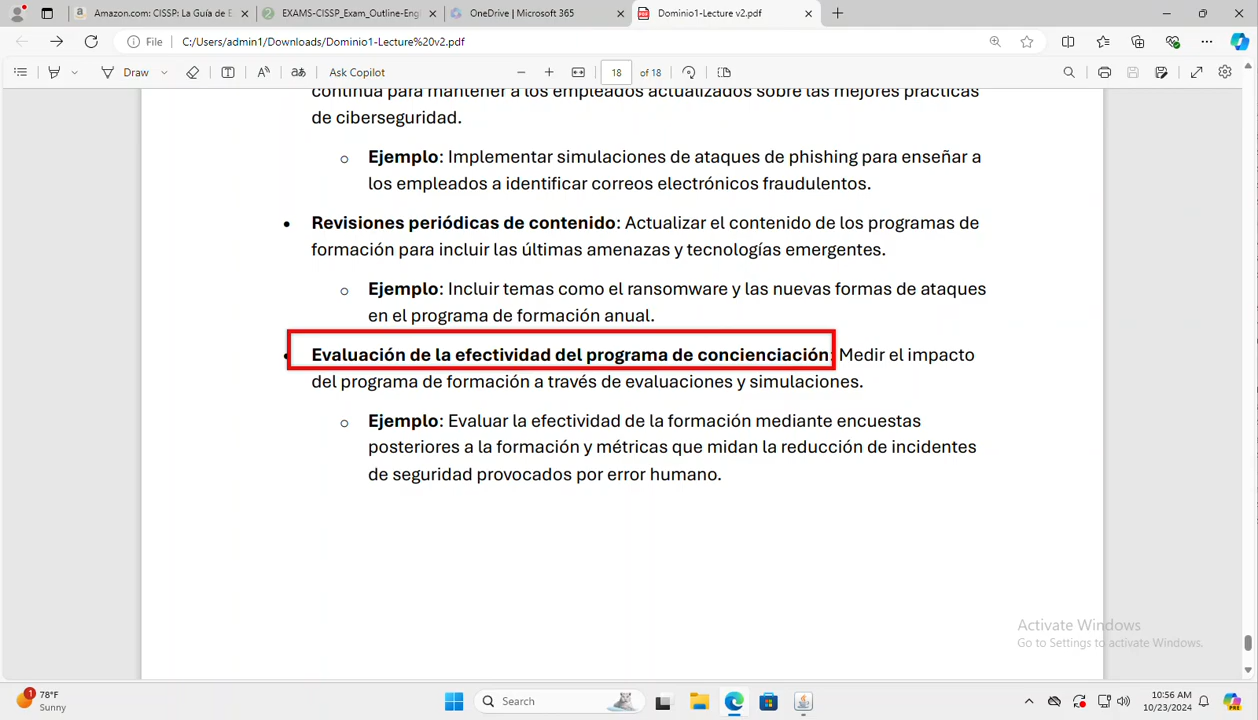 Amazon.com: CISSP: La Guía de E
EXAMS-CISSP_Exam_Outline-Engl
OneDrive | Microsoft 365
Dominio1-Lecture v2.pdf
File
C:/Users/admin1/Downloads/Dominio1-Lecture%20v2.pdf
Draw
Ask Copilot
18 of 18
continua para mantener a los empleados actualizados sobre las mejores prácticas
de ciberseguridad.
o Ejemplo: Implementar simulaciones de ataques de phishing para enseñar a
los empleados a identificar correos electrónicos fraudulentos.
• Revisiones periódicas de contenido: Actualizar el contenido de los programas de
formación para incluir las últimas amenazas y tecnologías emergentes.
o Ejemplo: Incluir temas como el ransomware y las nuevas formas de ataques
en el programa de formación anual.
• Evaluación de la efectividad del programa de concienciación: Medir el impacto
del programa de formación a través de evaluaciones y simulaciones.
o Ejemplo: Evaluar la efectividad de la formación mediante encuestas
posteriores a la formación y métricas que midan la reducción de incidentes
de seguridad provocados por error humano.
Activate Windows
Go to Settings to activate Windows.
1
78°F
Sunny
Search
10:56 AM
10/23/2024
PRE